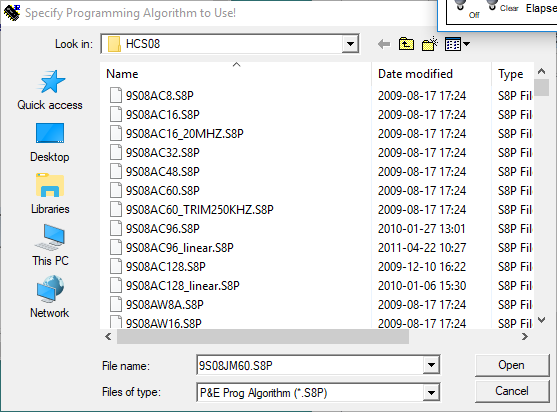 Specify Programming Algorithm to Use!
Off Clear Elapse
Look in: HCS08
Name Date modified Type
9S08AC8.S8P 2009-08-17 17:24 S8P Fil
9S08AC16.S8P 2009-08-17 17:24 S8P Fil
9S08AC16_20MHZ.S8P 2009-08-17 17:24 S8P Fil
9S08AC32.S8P 2009-08-17 17:24 S8P Fil
9S08AC48.S8P 2009-08-17 17:24 S8P Fil
9S08AC60.S8P 2009-08-17 17:24 S8P Fil
9S08AC60_TRIM250KHZ.S8P 2009-08-17 17:24 S8P Fil
9S08AC96.S8P 2010-01-27 13:01 S8P Fil
9S08AC96_linear.S8P 2011-04-22 10:27 S8P Fil
9S08AC128.S8P 2009-12-10 16:22 S8P Fil
9S08AC128_linear.S8P 2010-01-06 15:30 S8P Fil
9S08AW8A.S8P 2009-08-17 17:24 S8P Fil
9S08AW16.S8P 2009-08-17 17:24 S8P Fil
Quick access
Desktop
Libraries
This PC
Network
File name: 9S08JM60.S8P Open
Files of type: P&E Prog Algorithm (*.S8P) Cancel